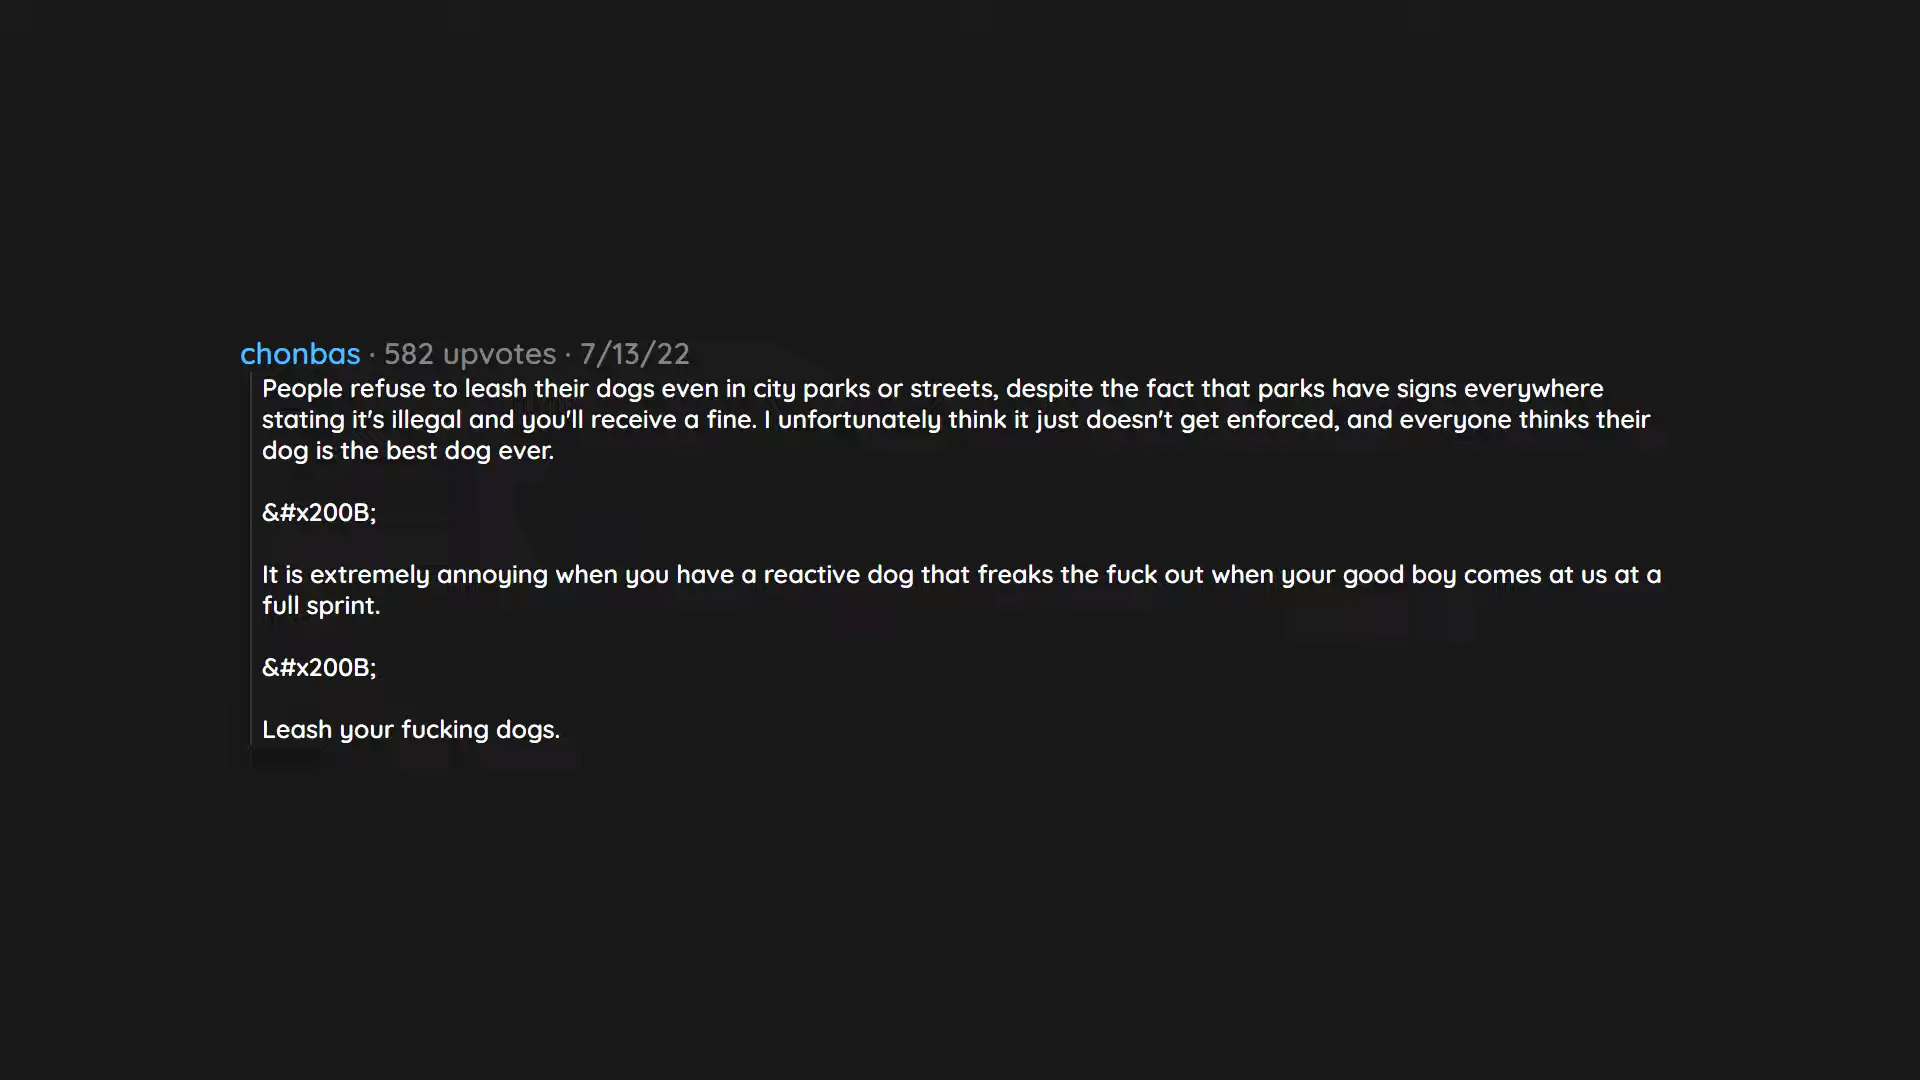 chonbas · 582 upvotes · 7/13/22
People refuse to leash their dogs even in city parks or streets, despite the fact that parks have signs everywhere
stating it's illegal and you'll receive a fine. I unfortunately think it just doesn't get enforced, and everyone thinks their
dog is the best dog ever.
&#x200B;
It is extremely annoying when you have a reactive dog that freaks the fuck out when your good boy comes at us at a
full sprint.
&#x200B;
Leash your fucking dogs.